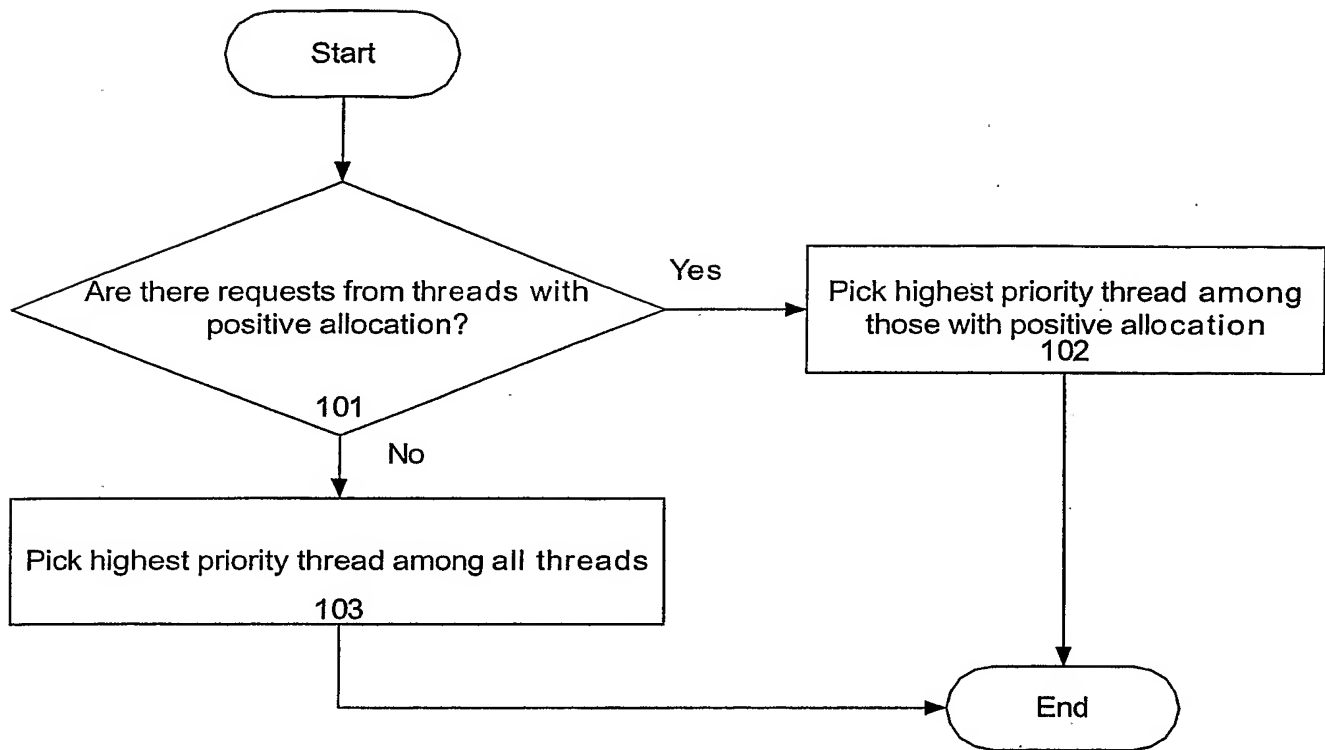 Start
Are there requests from threads with
positive allocation?
101
Yes
Pick highest priority thread among
those with positive allocation
102
No
Pick highest priority thread among all threads
103
End